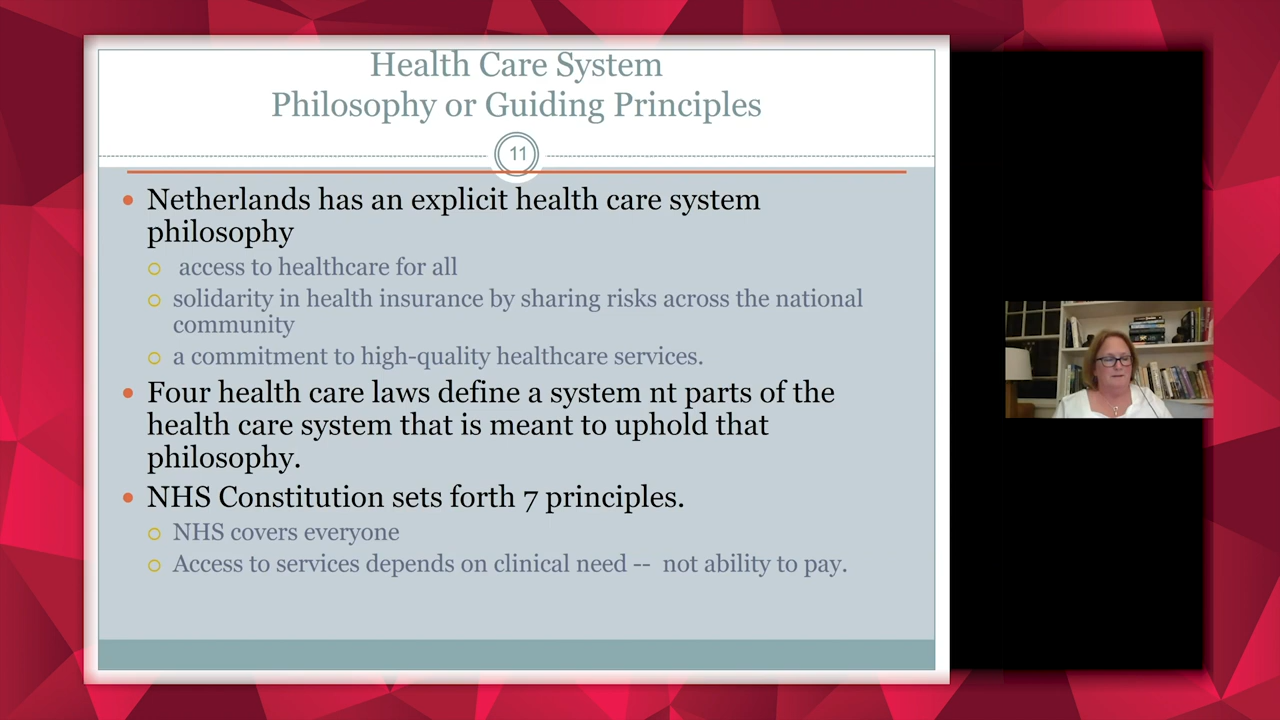 Health Care System
Philosophy or Guiding Principles
11
Netherlands has an explicit health care system
philosophy
access to healthcare for all
solidarity in health insurance by sharing risks across the national
community
a commitment to high-quality healthcare services.
Four health care laws define a system nt parts of the
health care system that is meant to uphold that
philosophy.
NHS Constitution sets forth 7 principles.
NHS covers everyone
Access to services depends on clinical need -- not ability to pay.